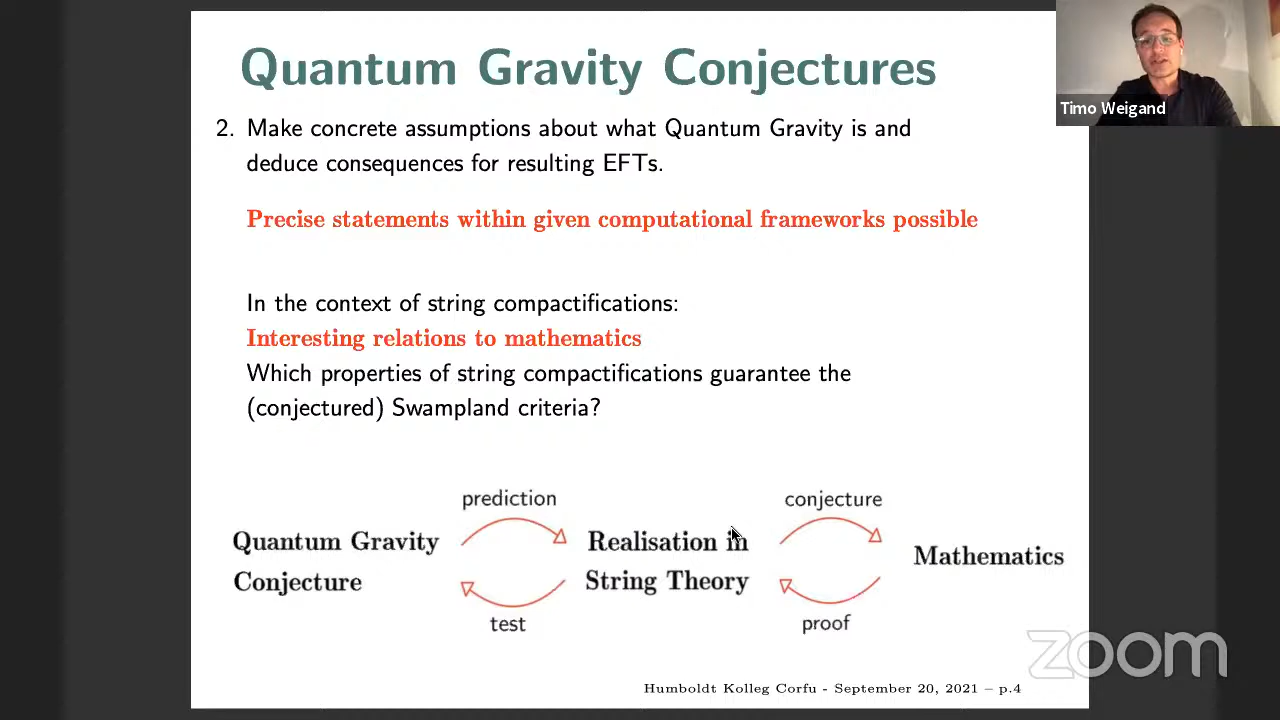 Quantum Gravity Conjectures
Timo Weigand
2. Make concrete assumptions about what Quantum Gravity is and
deduce consequences for resulting EFTs.
Precise statements within given computational frameworks possible
In the context of string compactifications:
Interesting relations to mathematics
Which properties of string compactifications guarantee the
(conjectured) Swampland criteria?
prediction
conjecture
Quantum Gravity
Conjecture
Realisation in
String Theory
Mathematics
test
proof
zoom
Humboldt Kolleg Corfu - September 20, 2021 – p.4